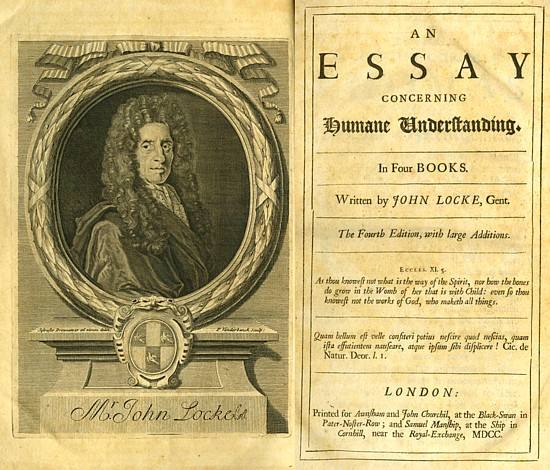 ad vivum delin.
P. Vanderbanck Sculp.
Mr. John Locke
AN
ESSAY
CONCERNING
Humane Understanding.
In Four BOOKS.
Written by JOHN LOCKE, Gent.
The Fourth Edition, with large Additions.
ECCLES. XI. 5.
As thou knowest not what is the way of the Spirit, nor how the bones
do grow in the Womb of her that is with Child: even so thou
knowest not the works of God, who maketh all things.
Quam bellum est velle confiteri potius nescire quod nescias, quam
ista effutientem nauseare, atque ipsum sibi displicere ! Cic. de
Natur. Deor. l. 1.
LONDON:
Printed for Awnsham and John Churchil, at the Black-Swan in
Pater-Noster-Row; and Samuel Manship, at the Ship in
Cornhill, near the Royal-Exchange, MDCC.